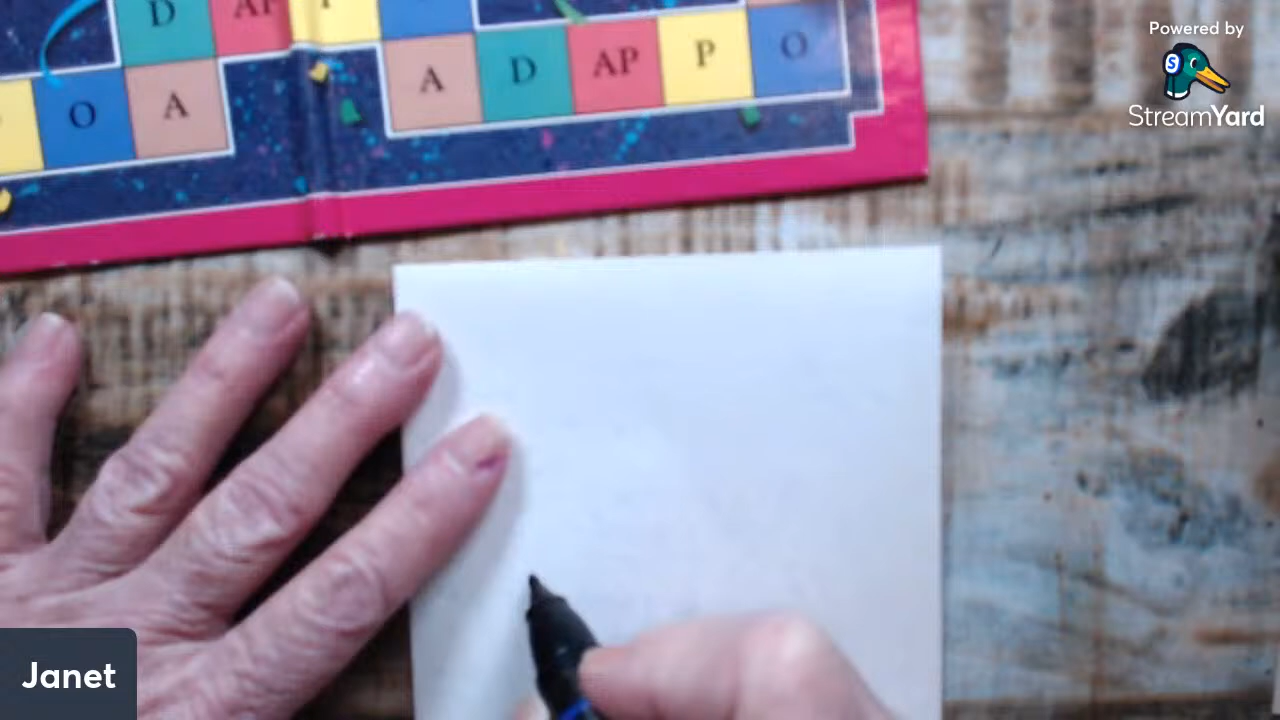 Powered by
StreamYard
D AP P
A D AP P O
O A
Janet